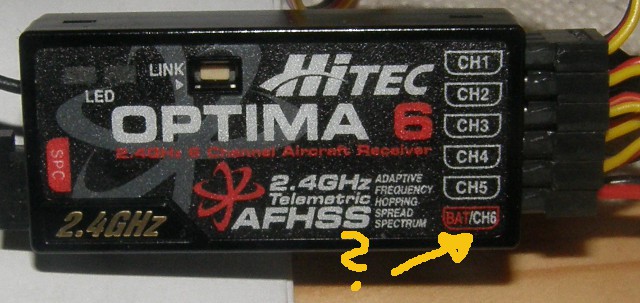 LINK
LED
HiTEC
OPTIMA 6
2.4GHz 6 Channel Aircraft Receiver
SPC
2.4GHz
Telemetric
AFHSS
ADAPTIVE
FREQUENCY
HOPPING
SPREAD
SPECTRUM
2.4GHz
CH1
CH2
CH3
CH4
CH5
BAT/CH6
?